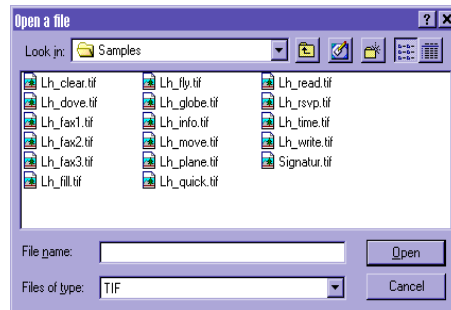 Open a file
Look in: Samples
Lh_clear.tif Lh_fly.tif Lh_read.tif
Lh_dove.tif Lh_globe.tif Lh_rsvp.tif
Lh_fax1.tif Lh_info.tif Lh_time.tif
Lh_fax2.tif Lh_move.tif Lh_write.tif
Lh_fax3.tif Lh_plane.tif Signatur.tif
Lh_fill.tif Lh_quick.tif
File name: Open
Files of type: TIF Cancel